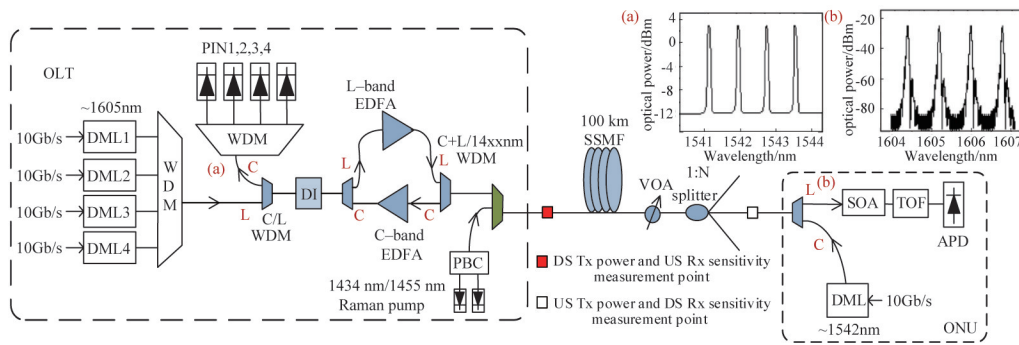 OLT
PIN1,2,3,4
~1605nm
10Gb/s
DML1
10Gb/s
DML2
10Gb/s
DML3
10Gb/s
DML4
W
D
M
WDM
(a)
C
L
C/L
WDM
DI
L–band
EDFA
L
L
C
C
C–band
EDFA
C+L/14xxnm
WDM
PBC
1434 nm/1455 nm
Raman pump
100 km
SSMF
VOA
1:N
splitter
DS Tx power and US Rx sensitivity
measurement point
US Tx power and DS Rx sensitivity
measurement point
(a)
optical power/dBm
4
0
-4
-8
-12
1541
1542
1543
1544
Wavelength/nm
(b)
optical power/dBm
-20
-40
-60
-80
1604
1605
1606
1607
Wavelength/nm
L
(b)
SOA
TOF
APD
C
DML
10Gb/s
~1542nm
ONU